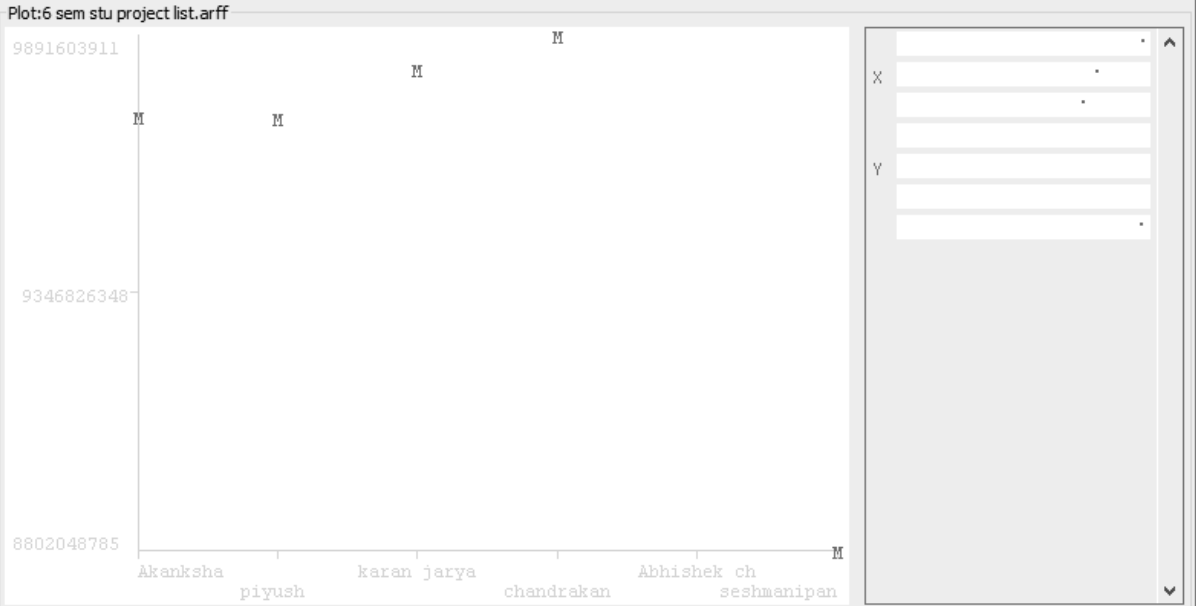 Plot:6 sem stu project list.arff
9891603911
M
M
M
M
X
Y
9346826348
8802048785
M
Akanksha
karan jarya
Abhishek ch
piyush
chandrakan
seshmanipan